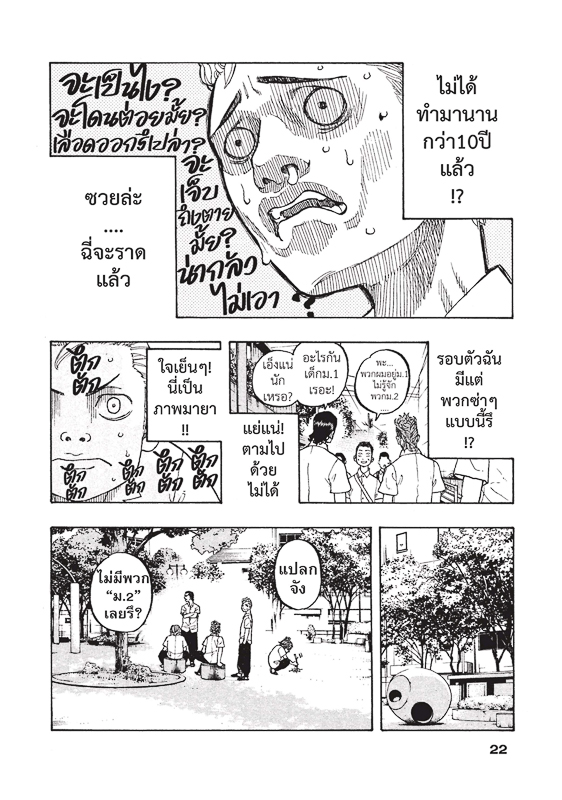 ไม่ได้
ทำมานาน
กว่า10ปี
แล้ว
!?
จะเป็นไง?
จะโดนต่อยมั้ย?
เลือดออกรึเปล่า?
จะ
เจ็บ
ถึงตาย
มั้ย?
น่ากลัว
ไม่เอา
ซวยล่ะ
....
ฉี่จะราด
แล้ว
รอบตัวฉัน
มีแต่
พวกซ่าๆ
แบบนี้รึ
!?
พะ...
พวกผมอยู่ม.1
ไม่รู้จัก
พวกม.2
...
อะไรกัน
เด็กม.1
เรอะ!
เอ็งแน่
นัก
เหรอ?
แย่แน่!
ตามไป
ด้วย
ไม่ได้
ใจเย็นๆ!
นี่เป็น
ภาพมายา
!!
ตึก
ตัก
ตึก
ตัก
ตึก
ตัก
ตึก
ตัก
ตึก
ตัก
แปลก
จัง
ไม่มีพวก
“ม.2”
เลยรึ?
22